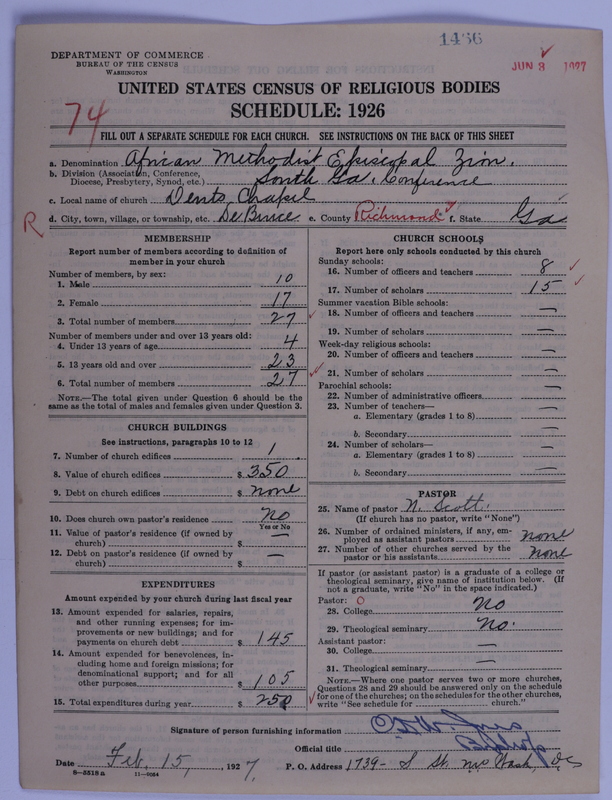 1436
JUN 3 1927
DEPARTMENT OF COMMERCE
BUREAU OF THE CENSUS
WASHINGTON
UNITED STATES CENSUS OF RELIGIOUS BODIES
SCHEDULE: 1926
74
FILL OUT A SEPARATE SCHEDULE FOR EACH CHURCH. SEE INSTRUCTIONS ON THE BACK OF THIS SHEET
a. Denomination African Methodist Episcopal Zion.
b. Division (Association, Conference,
Diocese, Presbytery, Synod, etc.) South Ga. Conference
c. Local name of church Dents Chapel
d. City, town, village, or township, etc. De Bruce e. County Richmond f. State Ga
R
MEMBERSHIP
Report number of members according to definition of
member in your church
Number of members, by sex:
1. Male 10
2. Female 17
3. Total number of members 27
Number of members under and over 13 years old:
4. Under 13 years of age 4
5. 13 years old and over 23
6. Total number of members 27
NOTE.—The total given under Question 6 should be
same as the total of males and females given under Question 3.
CHURCH BUILDINGS
See instructions, paragraphs 10 to 12
7. Number of church edifices 1
8. Value of church edifices $ 350
9. Debt on church edifices $ none
10. Does church own pastor's residence No
Yes or No
11. Value of pastor's residence (if owned by
church) $ —
12. Debt on pastor's residence (if owned by
church) $ —
EXPENDITURES
Amount expended by your church during last fiscal year
13. Amount expended for salaries, repairs,
and other running expenses; for im-
provements or new buildings; and for
payments on church debt $ 145
14. Amount expended for benevolences, in-
cluding home and foreign missions; for
denominational support; and for all
other purposes $ 105
15. Total expenditures during year $ 250
CHURCH SCHOOLS
Report here only schools conducted by this church
Sunday schools:
16. Number of officers and teachers 8
17. Number of scholars 15
Summer vacation Bible schools:
18. Number of officers and teachers —
19. Number of scholars —
Week-day religious schools:
20. Number of officers and teachers —
21. Number of scholars —
Parochial schools:
22. Number of administrative officers —
23. Number of teachers—
a. Elementary (grades 1 to 8) —
b. Secondary —
24. Number of scholars—
a. Elementary (grades 1 to 8) —
b. Secondary —
PASTOR
25. Name of pastor N. Scott.
(If church has no pastor, write "None")
26. Number of ordained ministers, if any, em-
ployed as assistant pastors none
27. Number of other churches served by the
pastor or his assistants none
If pastor (or assistant pastor) is a graduate of a college or
theological seminary, give name of institution below. (If
not a graduate, write "No" in the space indicated.)
Pastor: O
28. College No
29. Theological seminary No.
Assistant pastor:
30. College —
31. Theological seminary —
NOTE.—Where one pastor serves two or more churches,
Questions 28 and 29 should be answered only on the schedule
for one of the churches; on the schedules for the other churches,
write "See schedule for church."
Signature of person furnishing information
Official title Bishop
Date Feb. 15, 1927. P. O. Address 1739- S St. NW Wash, DC
8—5518 a 11—9064